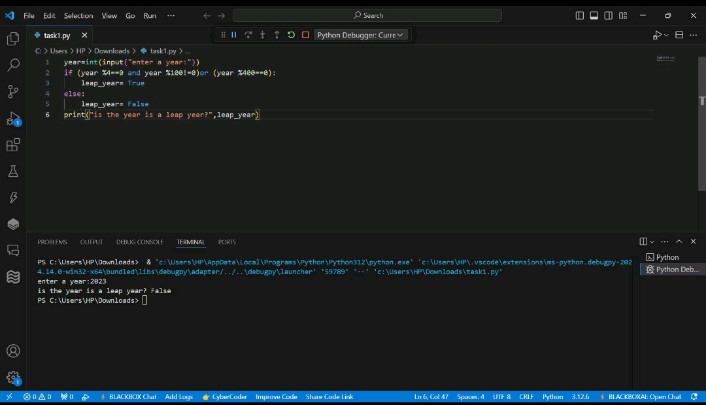 File Edit Selection View Go Run ···
Search
task1.py
Python Debugger: Curre
C: > Users > HP > Downloads > task1.py > ...
1 year=int(input("enter a year:"))
2 if (year %4==0 and year %100!=0)or (year %400==0):
3 leap_year= True
4 else:
5 leap_year= False
6 print("is the year is a leap year?",leap_year)
PROBLEMS OUTPUT DEBUG CONSOLE TERMINAL PORTS
Python
Python Deb...
PS C:\Users\HP\Downloads> & 'c:\Users\HP\AppData\Local\Programs\Python\Python312\python.exe' 'c:\Users\HP\.vscode\extensions\ms-python.debugpy-202
4.14.0-win32-x64\bundled\libs\debugpy\adapter/../..\debugpy\launcher' '59789' '--' 'c:\Users\HP\Downloads\task1.py'
enter a year:2023
is the year is a leap year? False
PS C:\Users\HP\Downloads>
0 0 0 BLACKBOX Chat Add Logs CyberCoder Improve Code Share Code Link Ln 6, Col 47 Spaces: 4 UTF-8 CRLF Python 3.12.6 BLACKBOXAI: Open Chat